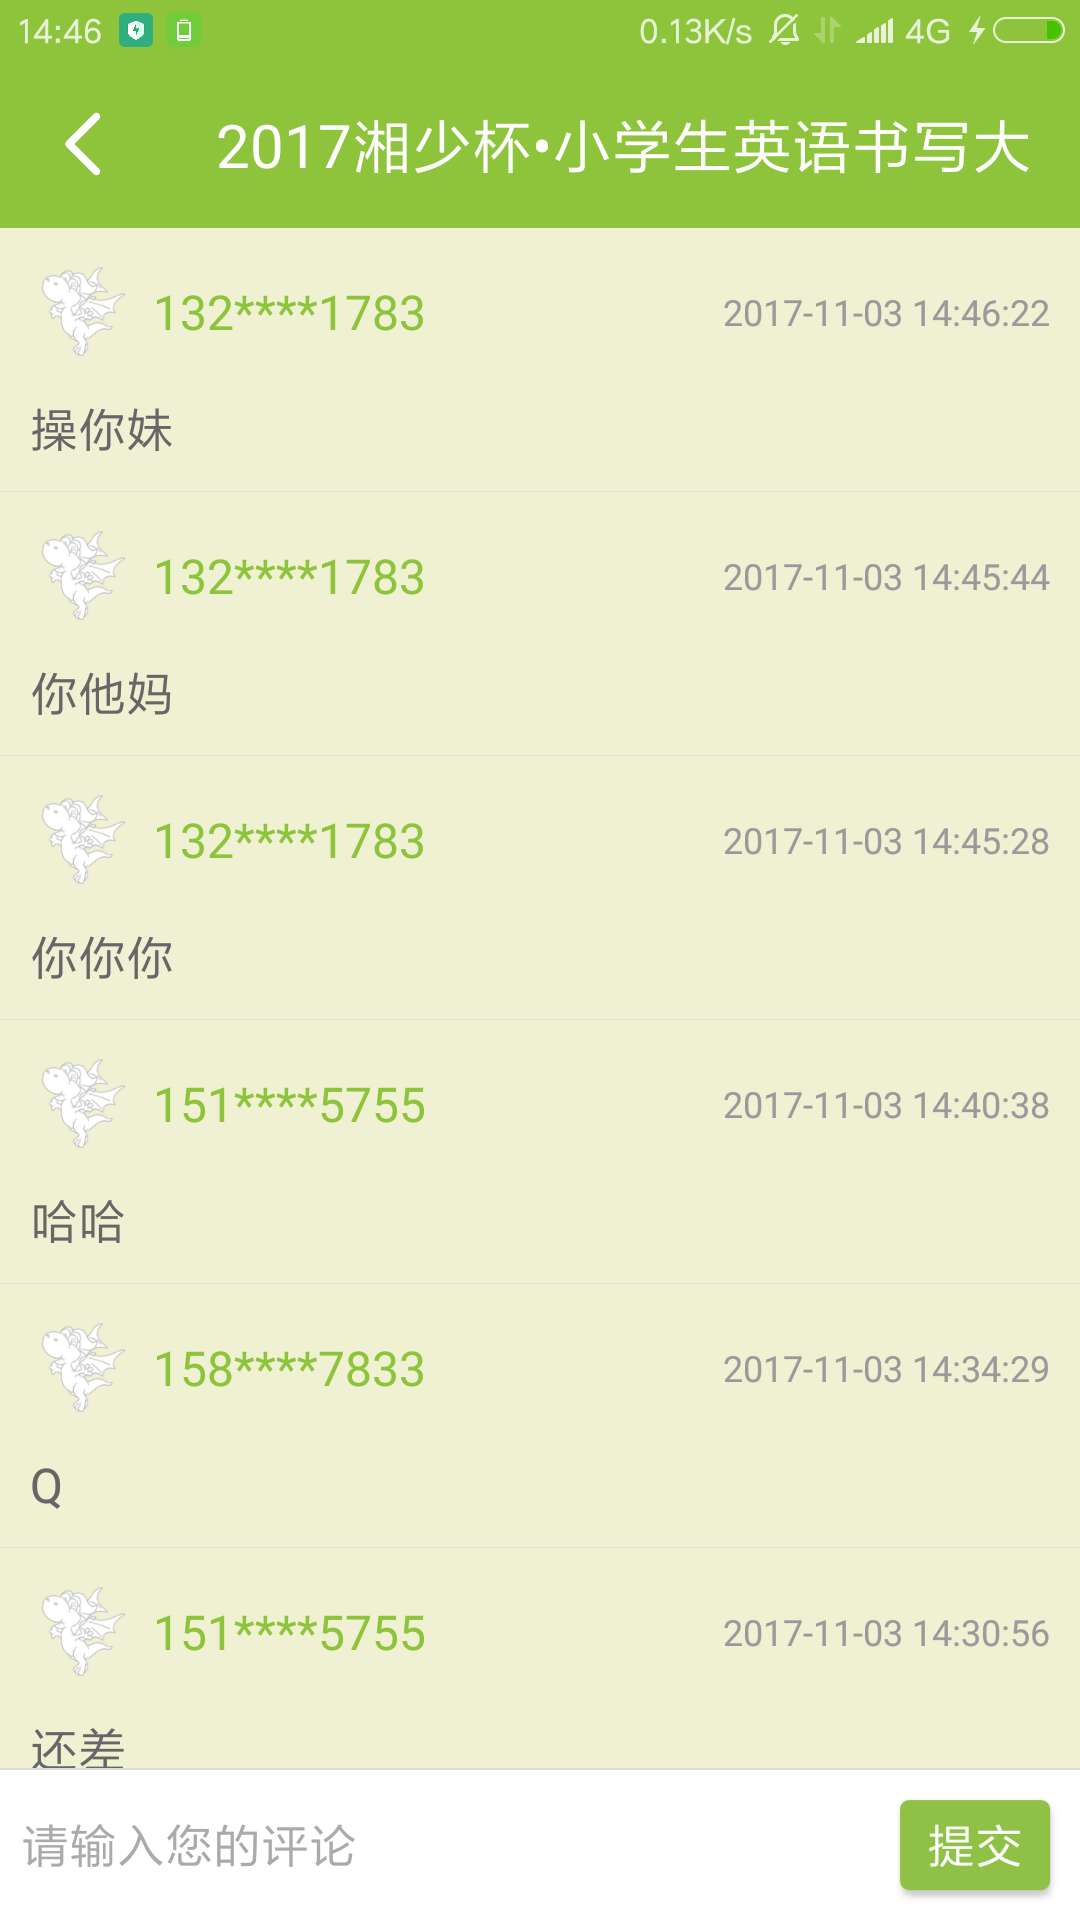 14:46 0.13K/s 4G
2017湘少杯•小学生英语书写大
132****1783 2017-11-03 14:46:22
操你妹
132****1783 2017-11-03 14:45:44
你他妈
132****1783 2017-11-03 14:45:28
你你你
151****5755 2017-11-03 14:40:38
哈哈
158****7833 2017-11-03 14:34:29
Q
151****5755 2017-11-03 14:30:56
还差
请输入您的评论 提交